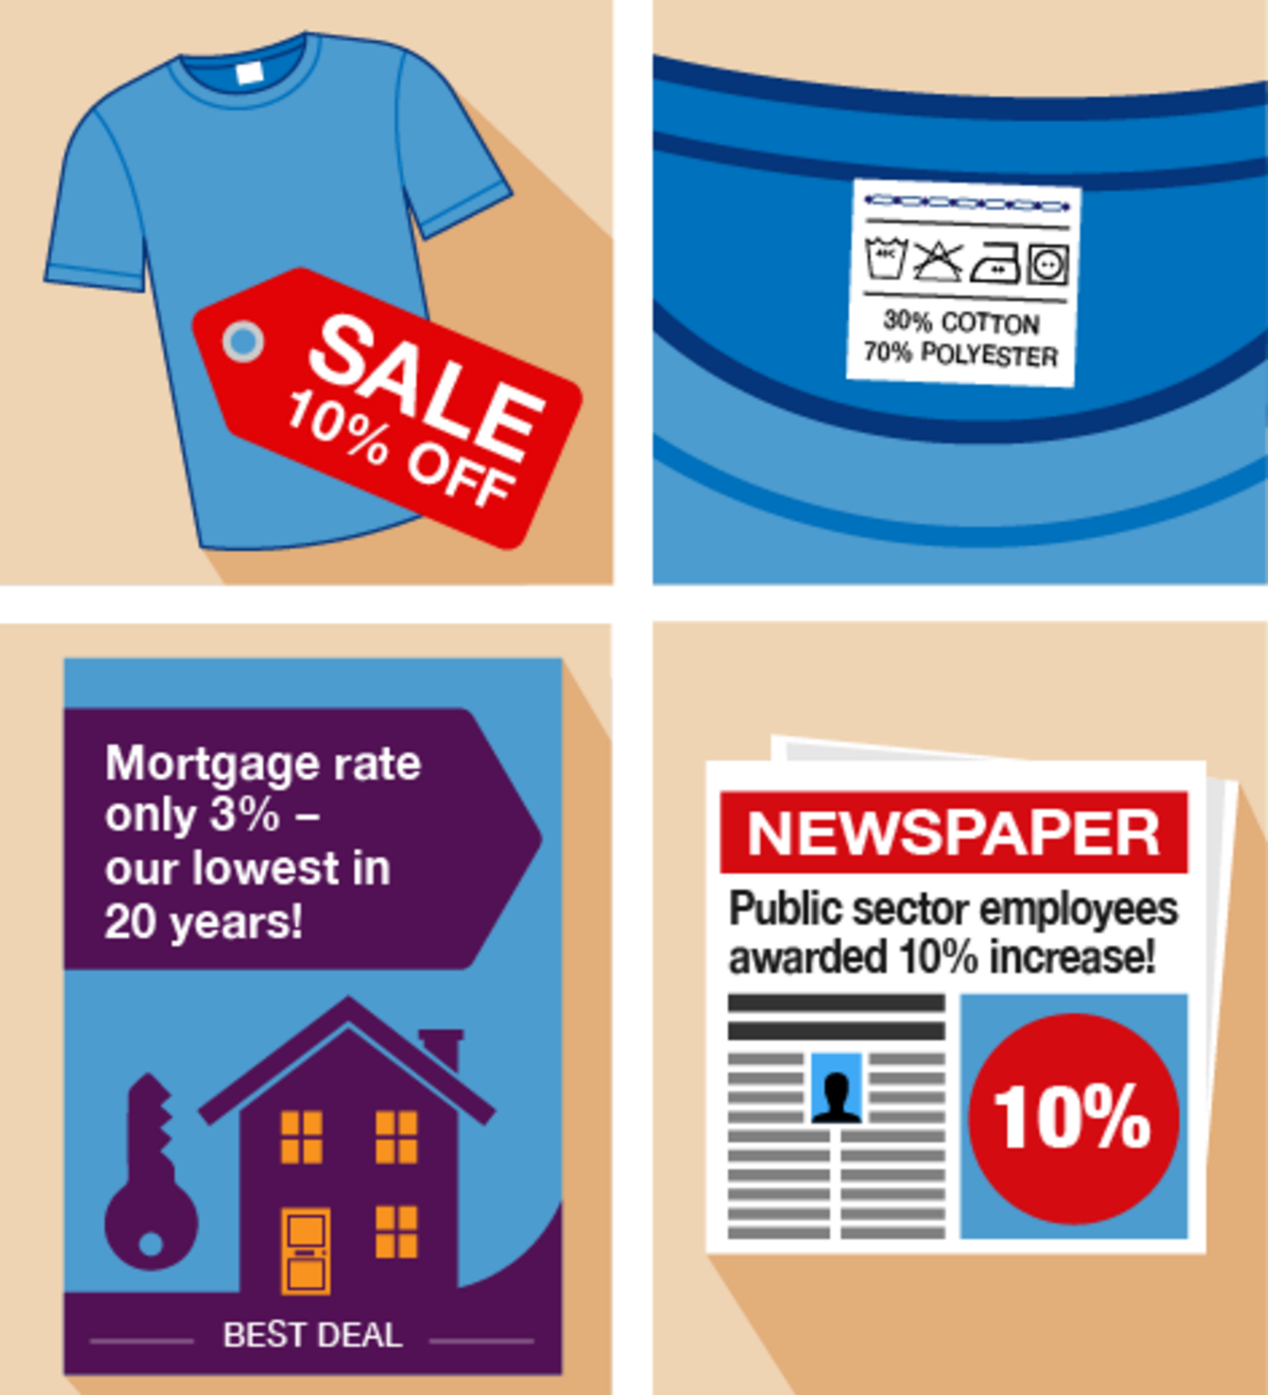 SALE
10% OFF
30% COTTON
70% POLYESTER
Mortgage rate
only 3% –
our lowest in
20 years!
BEST DEAL
NEWSPAPER
Public sector employees
awarded 10% increase!
10%